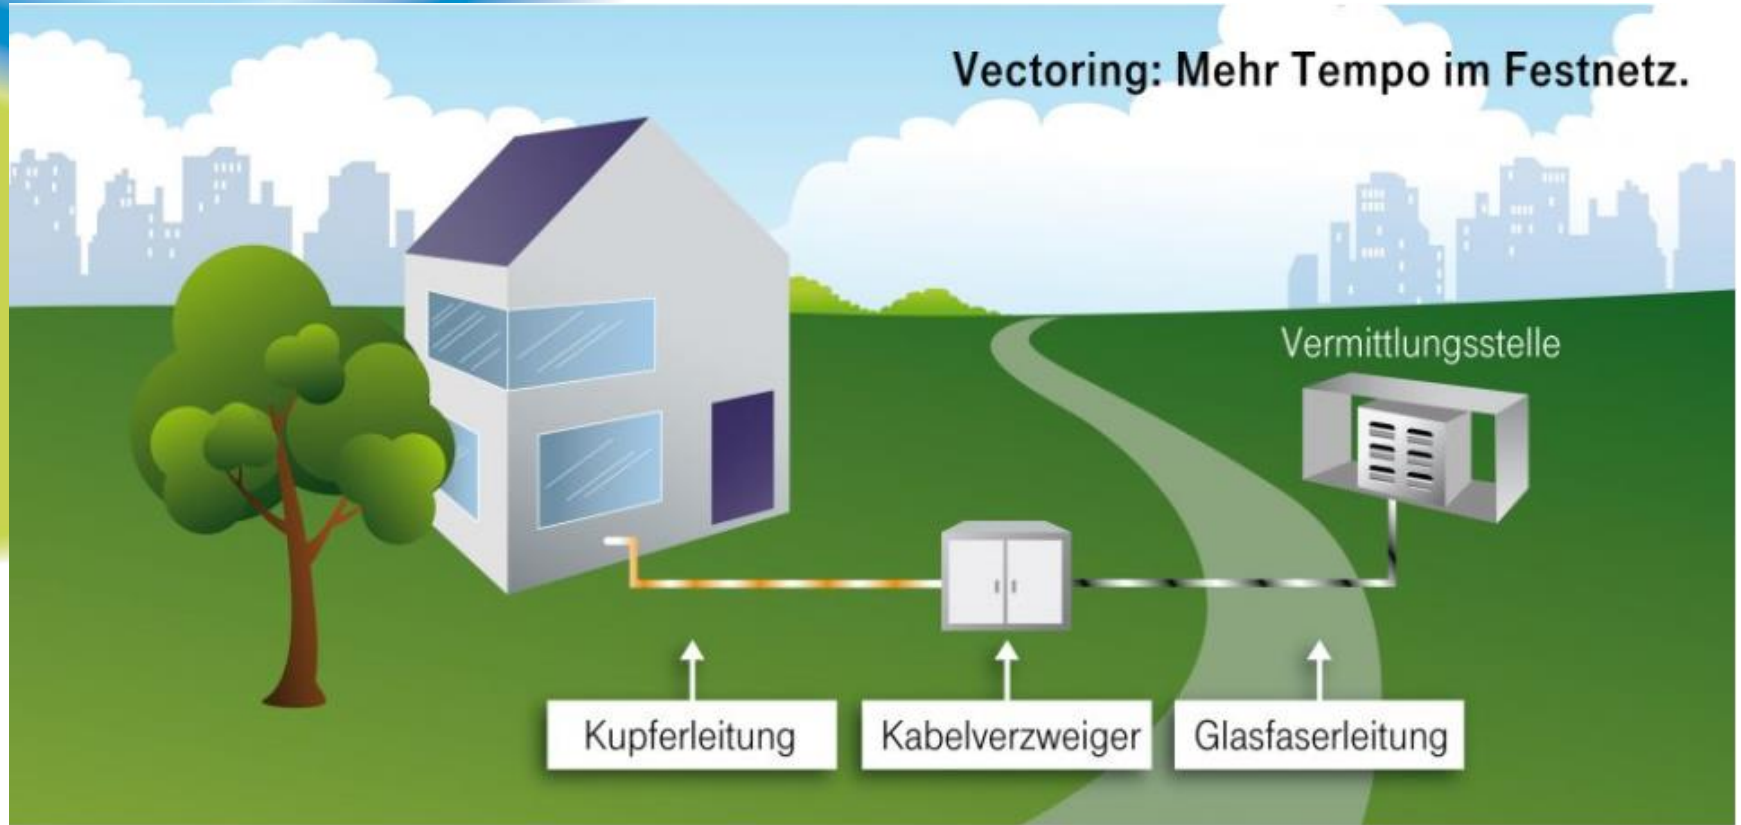 Vectoring: Mehr Tempo im Festnetz.
Vermittlungsstelle
Kupferleitung
Kabelverzweiger
Glasfaserleitung